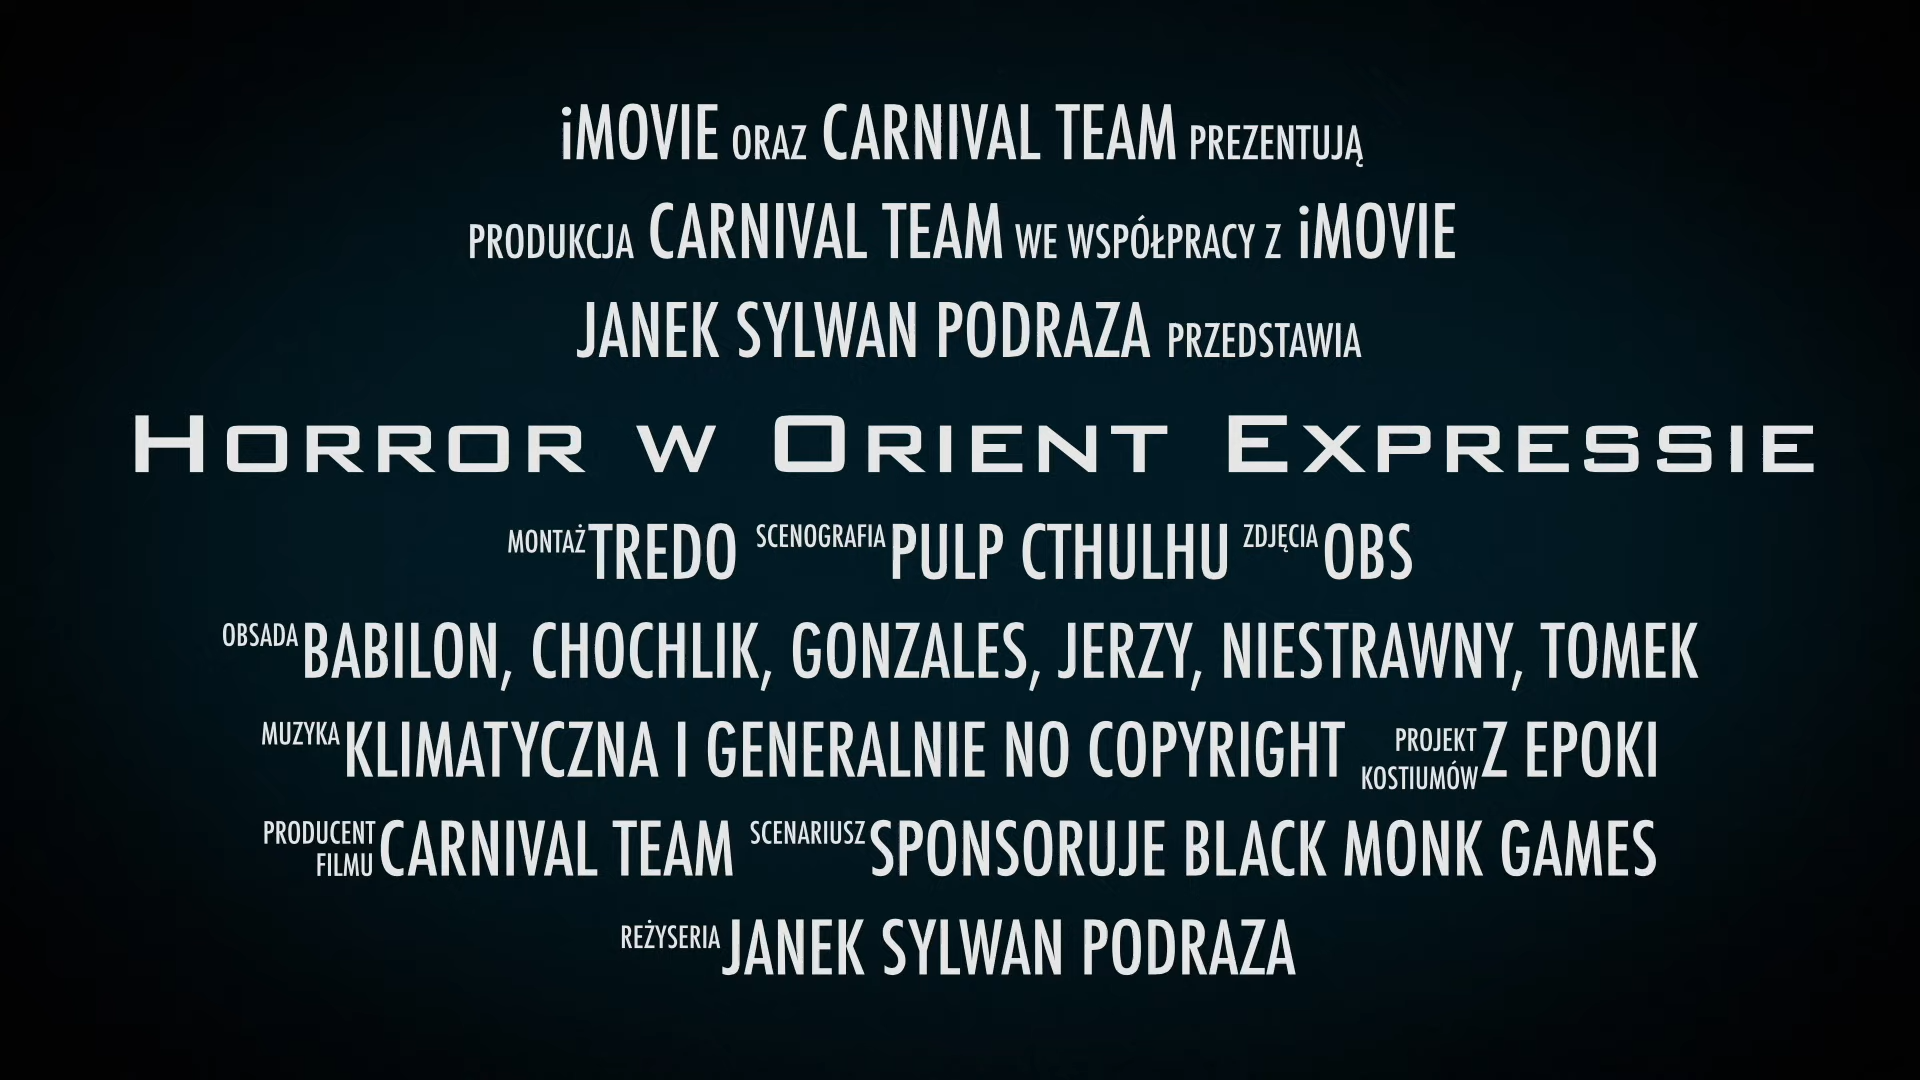 iMOVIE ORAZ CARNIVAL TEAM PREZENTUJĄ
PRODUKCJA CARNIVAL TEAM WE WSPÓŁPRACY Z iMOVIE
JANEK SYLWAN PODRAZA PRZEDSTAWIA
Horror w Orient Expressie
MONTAŻ TREDO SCENOGRAFIA PULP CTHULHU ZDJĘCIA OBS
OBSADA BABILON, CHOCHLIK, GONZALES, JERZY, NIESTRAWNY, TOMEK
MUZYKA KLIMATYCZNA I GENERALNIE NO COPYRIGHT PROJEKT KOSTIUMÓW Z EPOKI
PRODUCENT FILMU CARNIVAL TEAM SCENARIUSZ SPONSORUJE BLACK MONK GAMES
REŻYSERIA JANEK SYLWAN PODRAZA